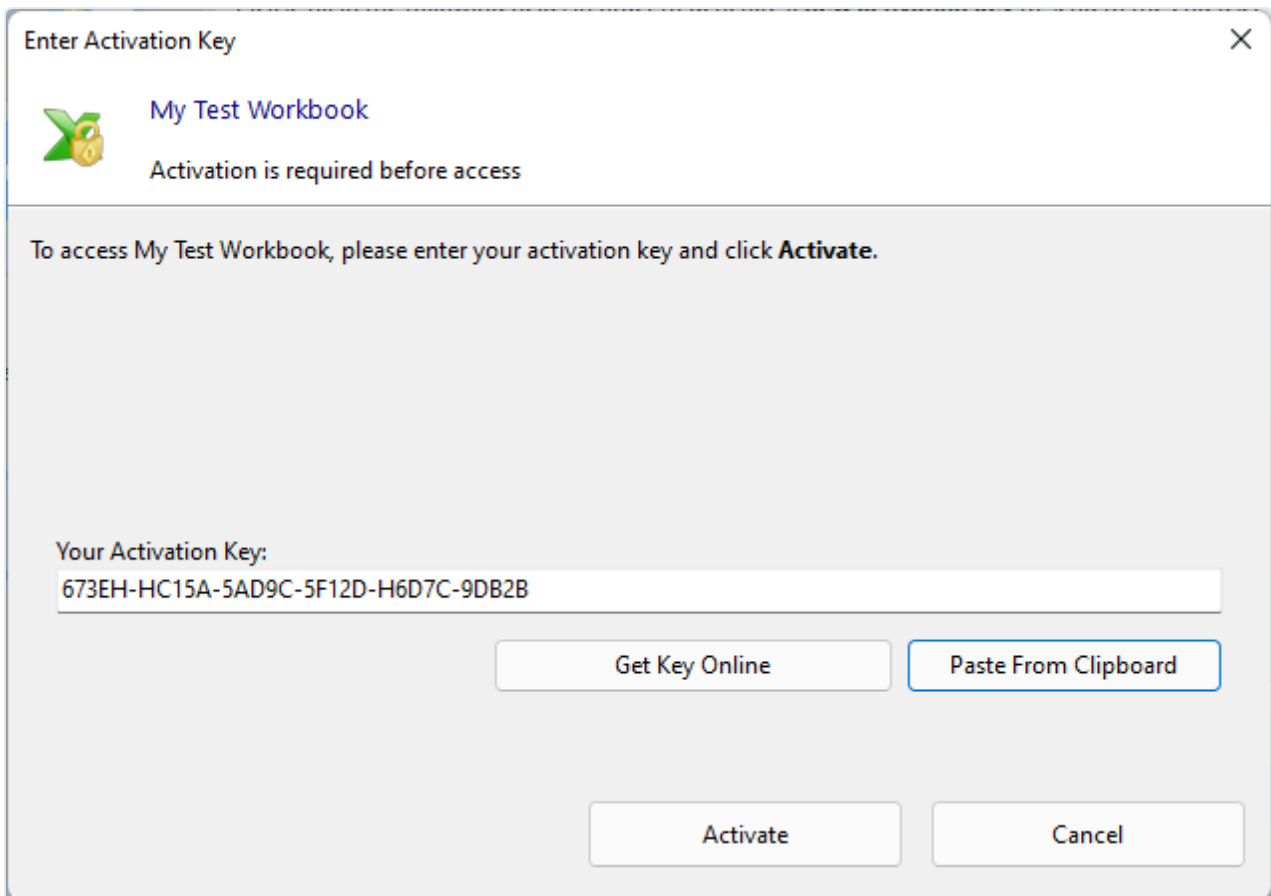 Enter Activation Key
My Test Workbook
Activation is required before access
To access My Test Workbook, please enter your activation key and click Activate.
Your Activation Key:
673EH-HC15A-5AD9C-5F12D-H6D7C-9DB2B
Get Key Online
Paste From Clipboard
Activate
Cancel